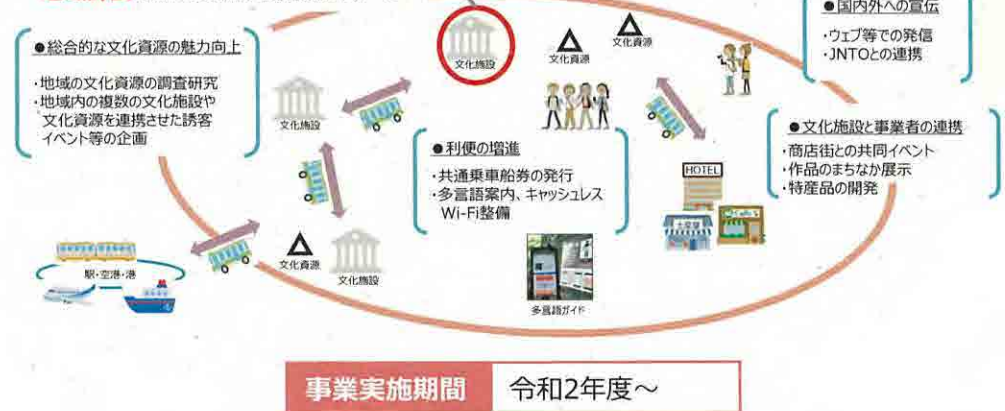 ●総合的な文化資源の魅力向上
・地域の文化資源の調査研究
・地域内の複数の文化施設や
文化資源を連携させた誘客
イベント等の企画
文化施設
文化資源
文化資源
●国内外への宣伝
・ウェブ等での発信
・JNTOとの連携
文化施設
●利便の増進
・共通乗車船券の発行
・多言語案内、キャッシュレス
Wi-Fi整備
●文化施設と事業者の連携
・商店街との共同イベント
・作品のまちなか展示
・特産品の開発
HOTEL
土産屋
Cafe
駅・空港・港
文化資源
文化施設
多言語ガイド
事業実施期間
令和2年度～